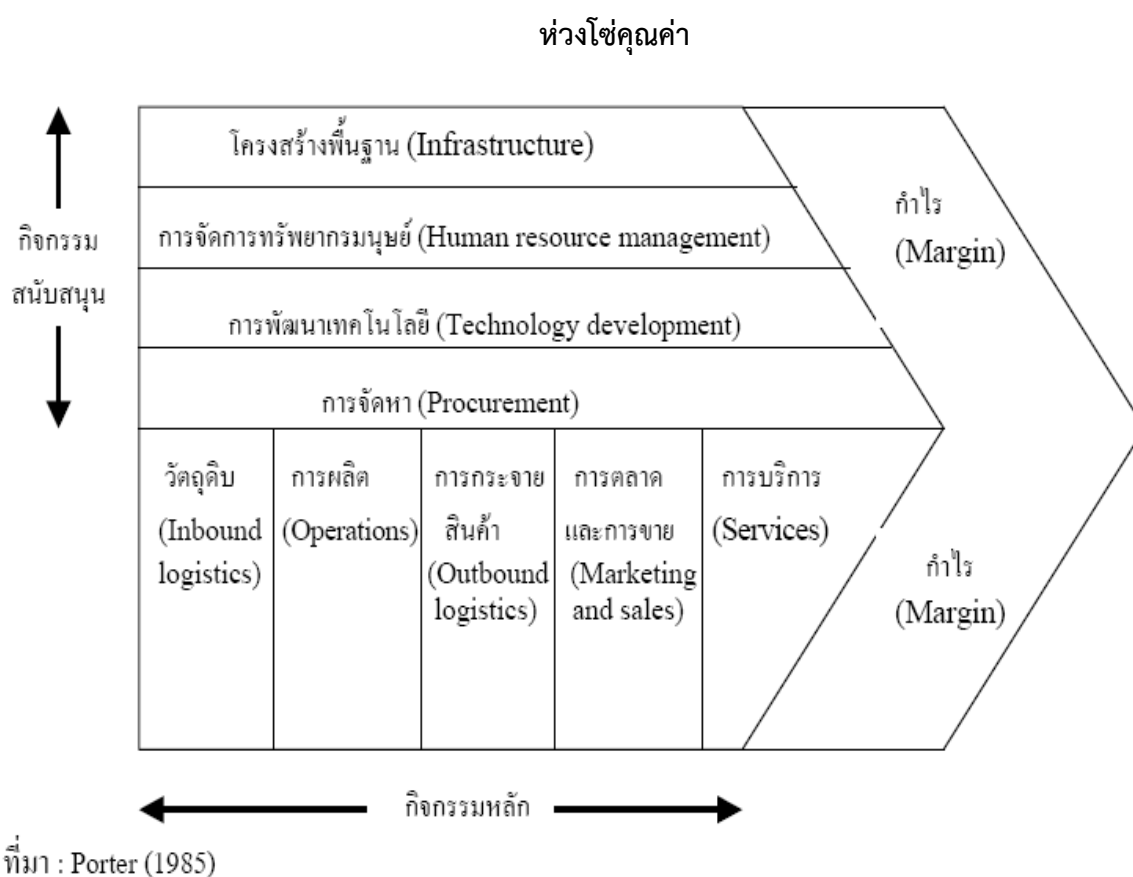 ห่วงโซ่คุณค่า
โครงสร้างพื้นฐาน (Infrastructure)
กำไร
(Margin)
กิจกรรม
สนับสนุน
การจัดการทรัพยากรมนุษย์ (Human resource management)
การพัฒนาเทคโนโลยี (Technology development)
การจัดหา (Procurement)
วัตถุดิบ
(Inbound
logistics)
การผลิต
(Operations)
การกระจาย
สินค้า
(Outbound
logistics)
การตลาด
และการขาย
(Marketing
and sales)
การบริการ
(Services)
กำไร
(Margin)
กิจกรรมหลัก
ที่มา : Porter (1985)